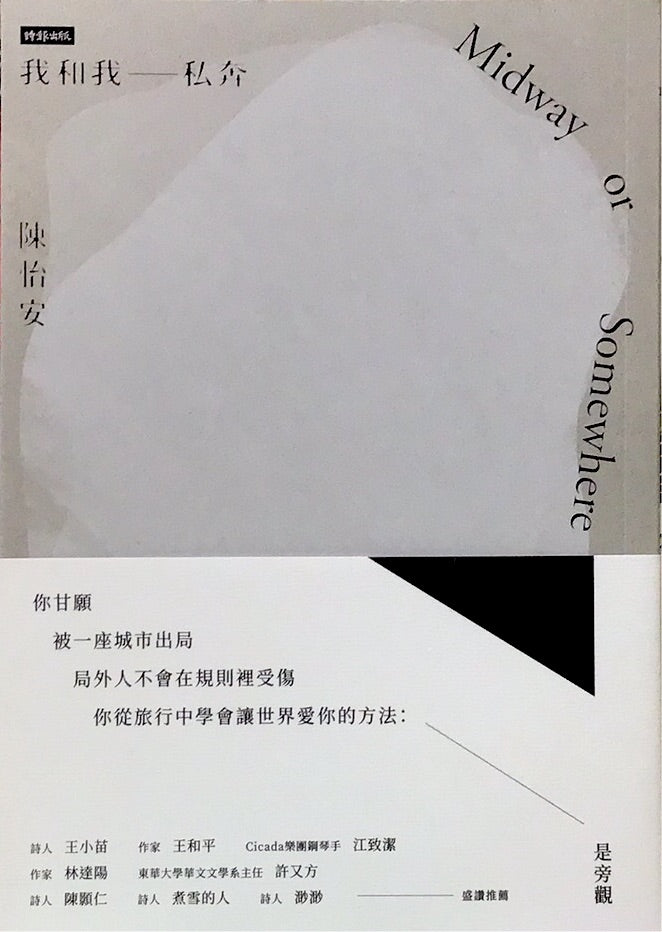 時報出版
我和我——私奔
陳怡安
Midway or Somewhere
你甘願
被一座城市出局
局外人不會在規則裡受傷
你從旅行中學會讓世界愛你的方法：
是旁觀
詩人 王小苗 作家 王和平 Cicada樂團鋼琴手 江致潔
作家 林達陽 東華大學華文文學系主任 許又方
詩人 陳顥仁 詩人 煮雪的人 詩人 渺渺 ——— 盛讚推薦